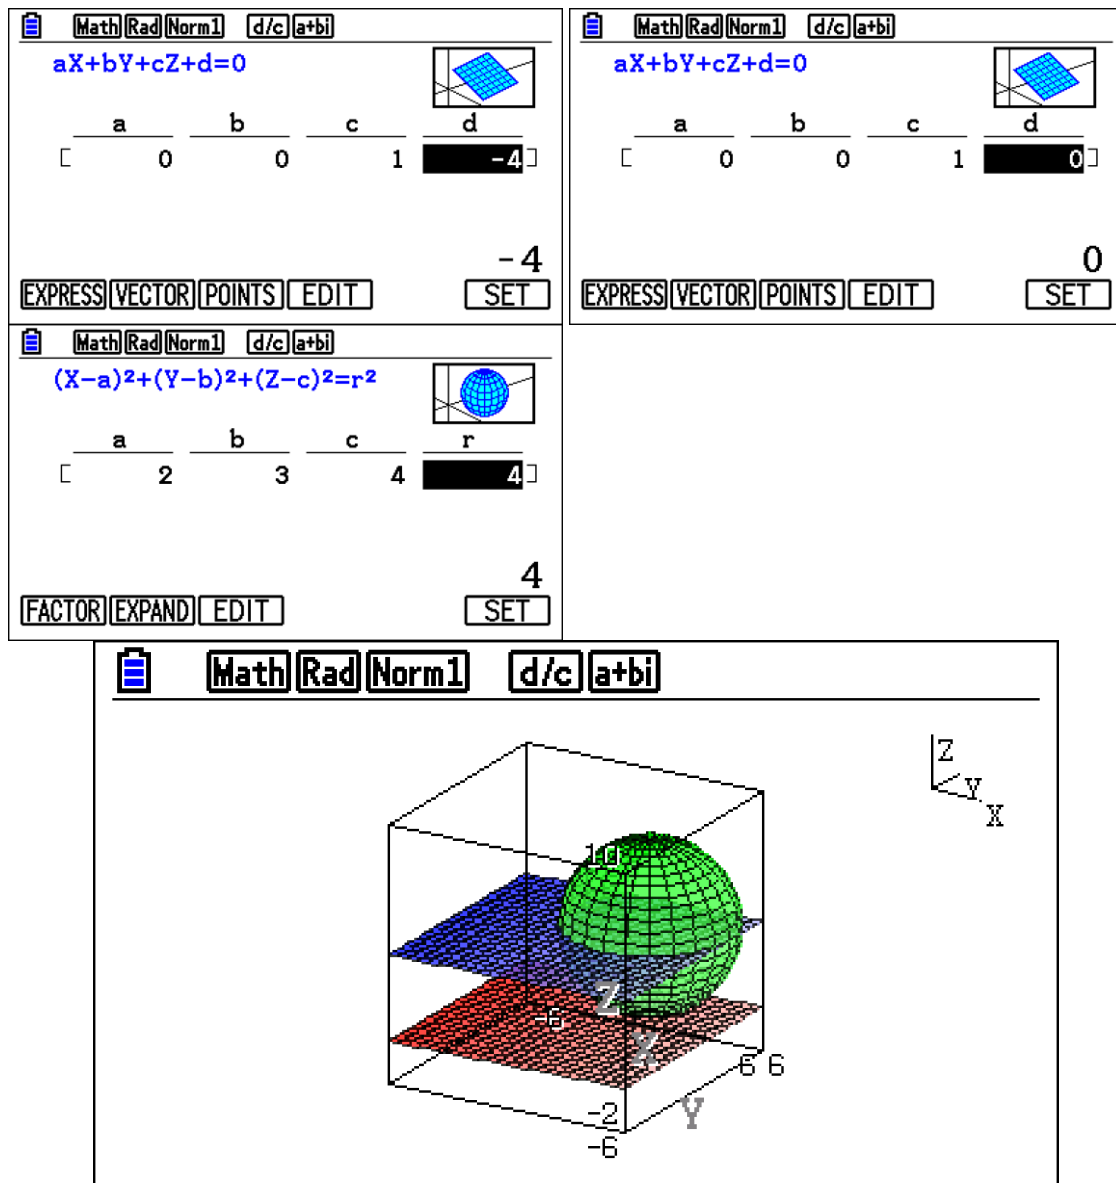 Math Rad Norm1 d/c a+bi
aX+bY+cZ+d=0
a b c d
[ 0 0 1 -4 ]
-4
EXPRESS VECTOR POINTS EDIT SET
Math Rad Norm1 d/c a+bi
aX+bY+cZ+d=0
a b c d
[ 0 0 1 0 ]
0
EXPRESS VECTOR POINTS EDIT SET
Math Rad Norm1 d/c a+bi
(X-a)²+(Y-b)²+(Z-c)²=r²
a b c r
[ 2 3 4 4 ]
4
FACTOR EXPAND EDIT SET
Math Rad Norm1 d/c a+bi
Z
Y
X
10
Z
-6
X
6 6
-2
Y
-6